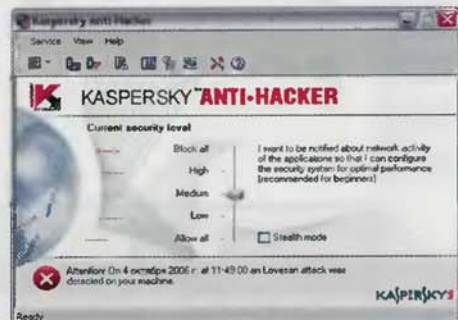 Kaspersky Anti-Hacker
Service View Help
KASPERSKY ANTI•HACKER
Current security level
Block all
High
Medium
Low
Allow all
I want to be notified about network activity
of the applications so that I can configure
the security system for optimal performance
(recommended for beginners)
Stealth mode
Attention! On 4 октября 2006 г. at 11:49:00 an Lovesan attack was
detected on your machine.
KASPERSKY
Ready